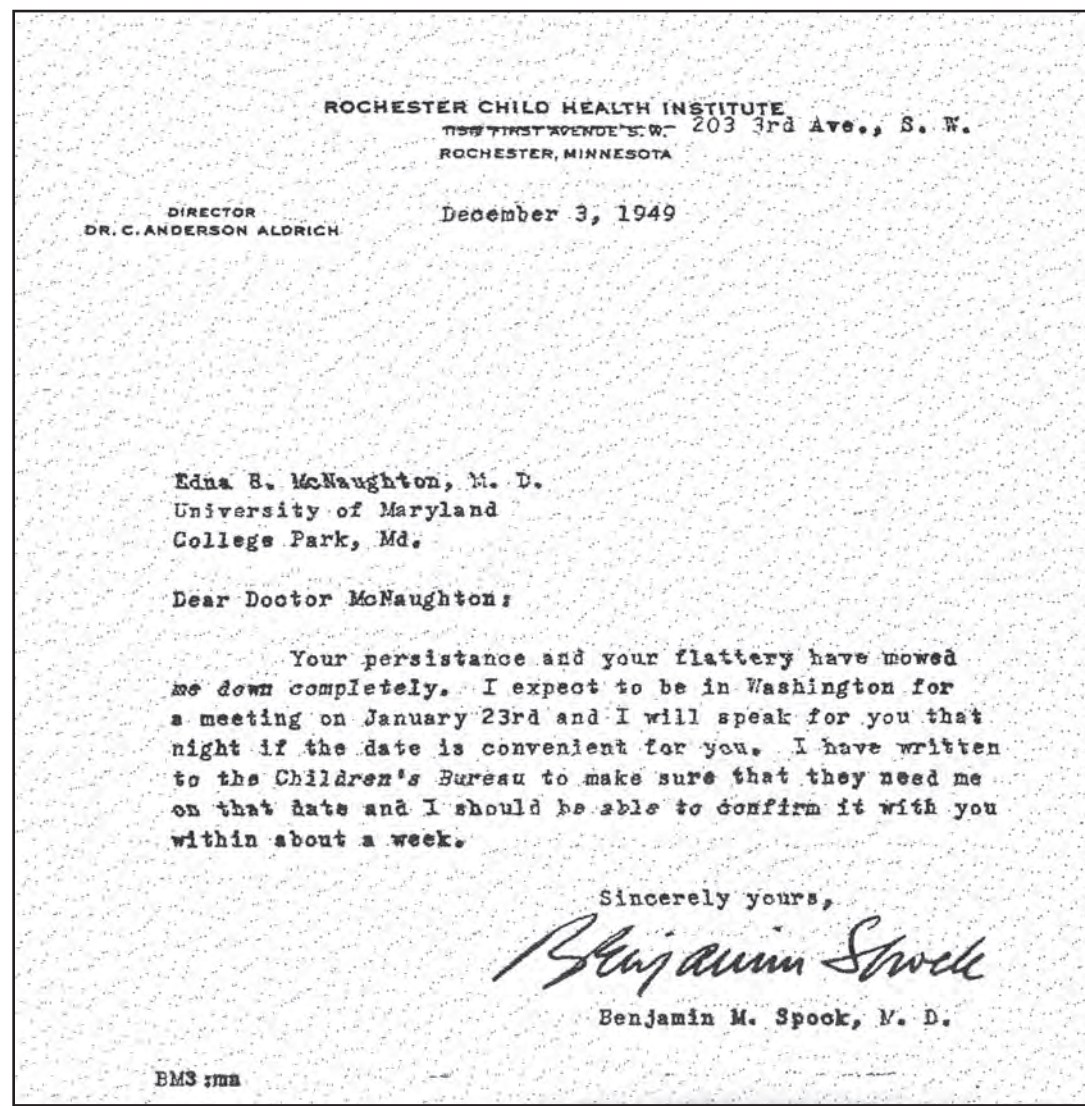 ROCHESTER CHILD HEALTH INSTITUTE
FIRST AVENUE S. W. 203 3rd Ave., S. W.
ROCHESTER, MINNESOTA
DIRECTOR
DR. C. ANDERSON ALDRICH
December 3, 1949
Edna B. McNaughton, M. D.
University of Maryland
College Park, Md.
Dear Doctor McNaughton:
Your persistance and your flattery have mowed
me down completely. I expect to be in Washington for
a meeting on January 23rd and I will speak for you that
night if the date is convenient for you. I have written
to the Children's Bureau to make sure that they need me
on that date and I should be able to confirm it with you
within about a week.
Sincerely yours,
Benjamin Spock
Benjamin M. Spock, M. D.
BMS:mn